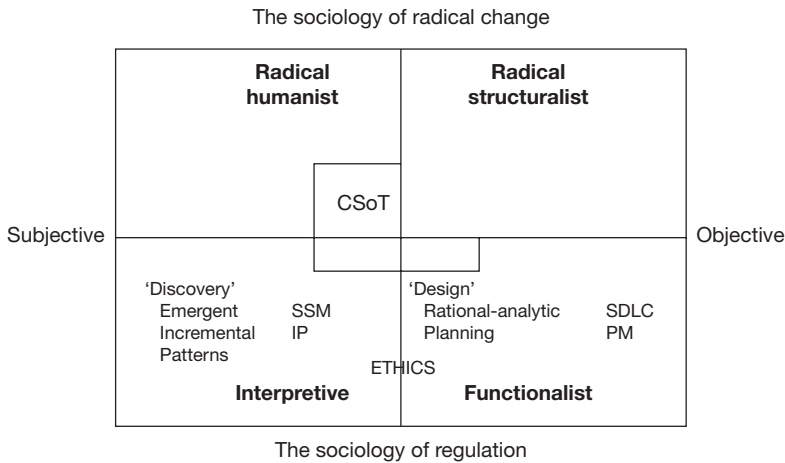 The sociology of radical change
Radical
humanist
Radical
structuralist
CSoT
Subjective
Objective
‘Discovery’
Emergent
Incremental
Patterns
SSM
IP
‘Design’
Rational-analytic
Planning
SDLC
PM
ETHICS
Interpretive
Functionalist
The sociology of regulation